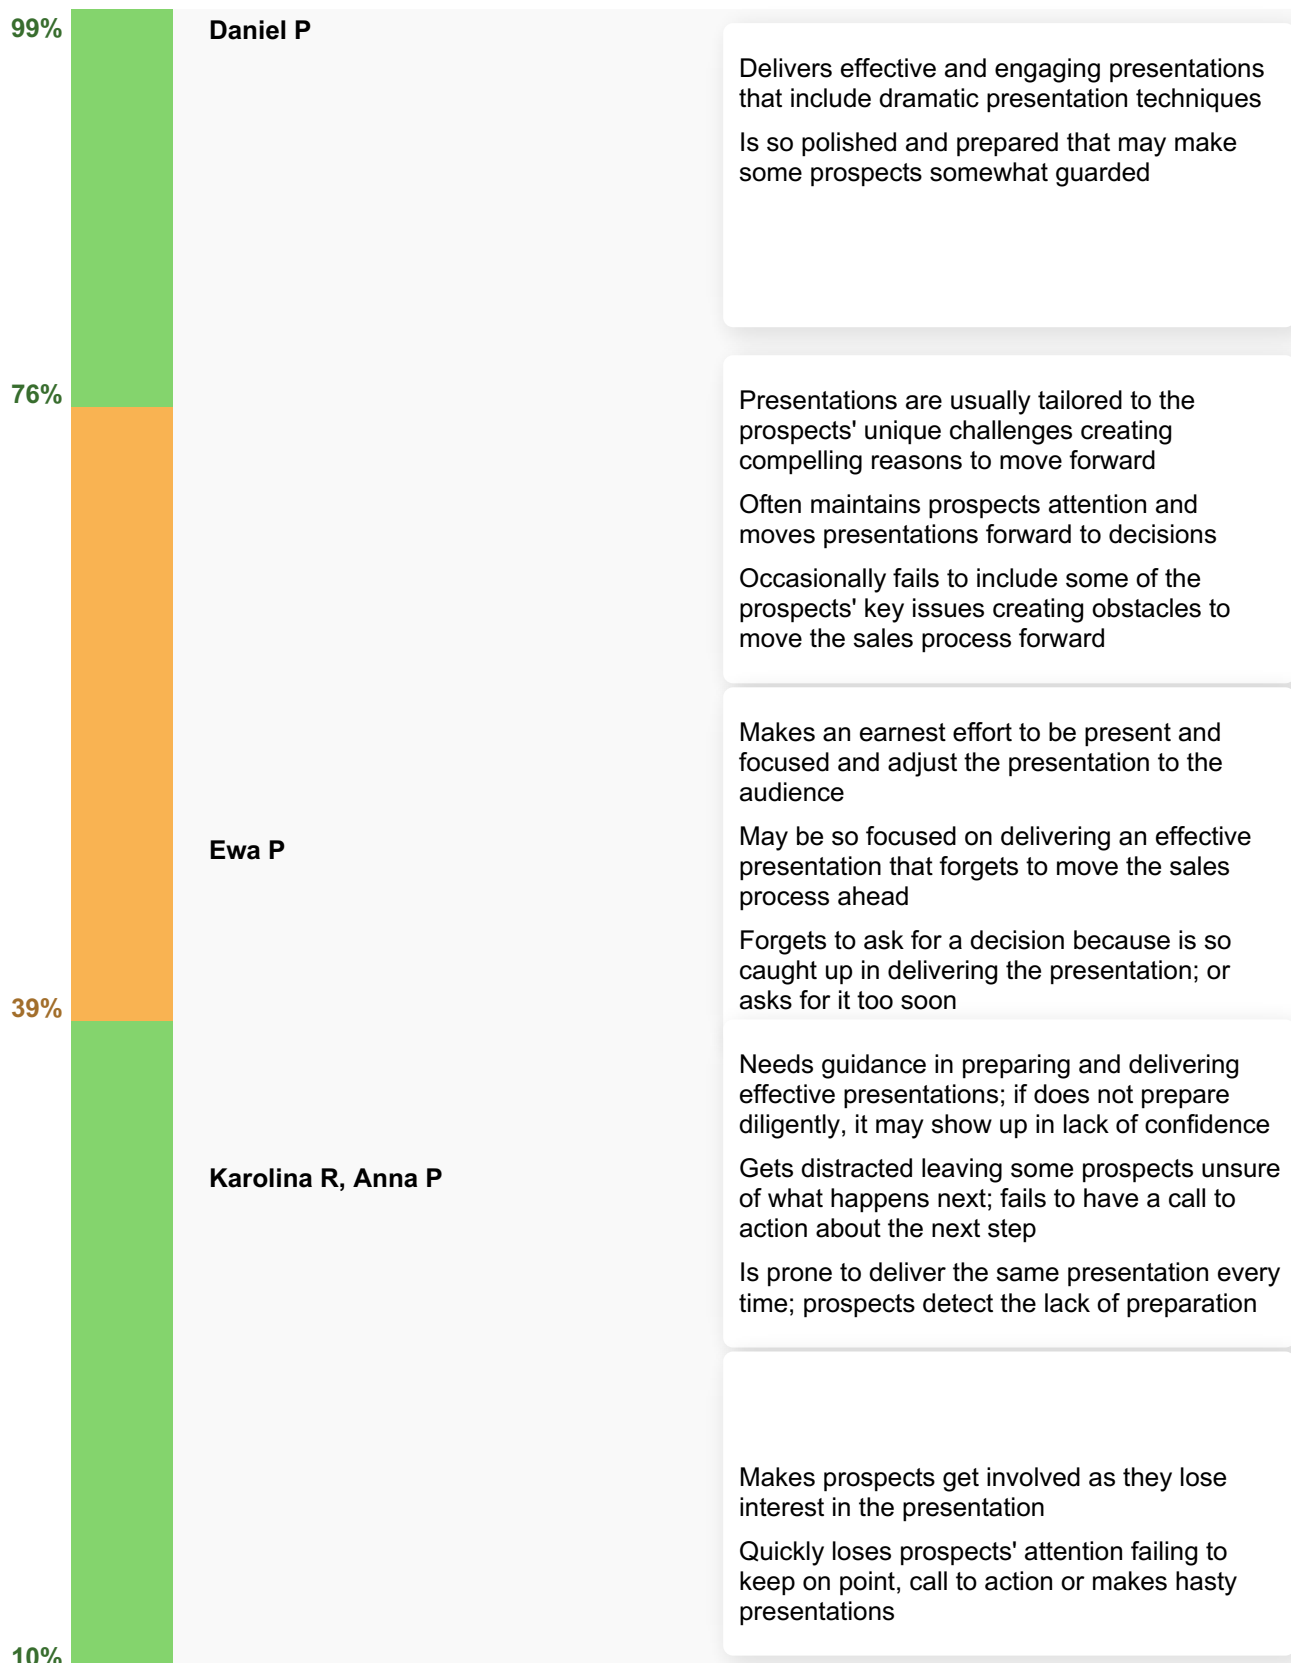 99%
Daniel P
Delivers effective and engaging presentations
that include dramatic presentation techniques
Is so polished and prepared that may make
some prospects somewhat guarded
76%
Presentations are usually tailored to the
prospects' unique challenges creating
compelling reasons to move forward
Often maintains prospects attention and
moves presentations forward to decisions
Occasionally fails to include some of the
prospects' key issues creating obstacles to
move the sales process forward
Makes an earnest effort to be present and
focused and adjust the presentation to the
audience
Ewa P
May be so focused on delivering an effective
presentation that forgets to move the sales
process ahead
Forgets to ask for a decision because is so
caught up in delivering the presentation; or
asks for it too soon
39%
Needs guidance in preparing and delivering
effective presentations; if does not prepare
diligently, it may show up in lack of confidence
Karolina R, Anna P
Gets distracted leaving some prospects unsure
of what happens next; fails to have a call to
action about the next step
Is prone to deliver the same presentation every
time; prospects detect the lack of preparation
Makes prospects get involved as they lose
interest in the presentation
Quickly loses prospects' attention failing to
keep on point, call to action or makes hasty
presentations
10%